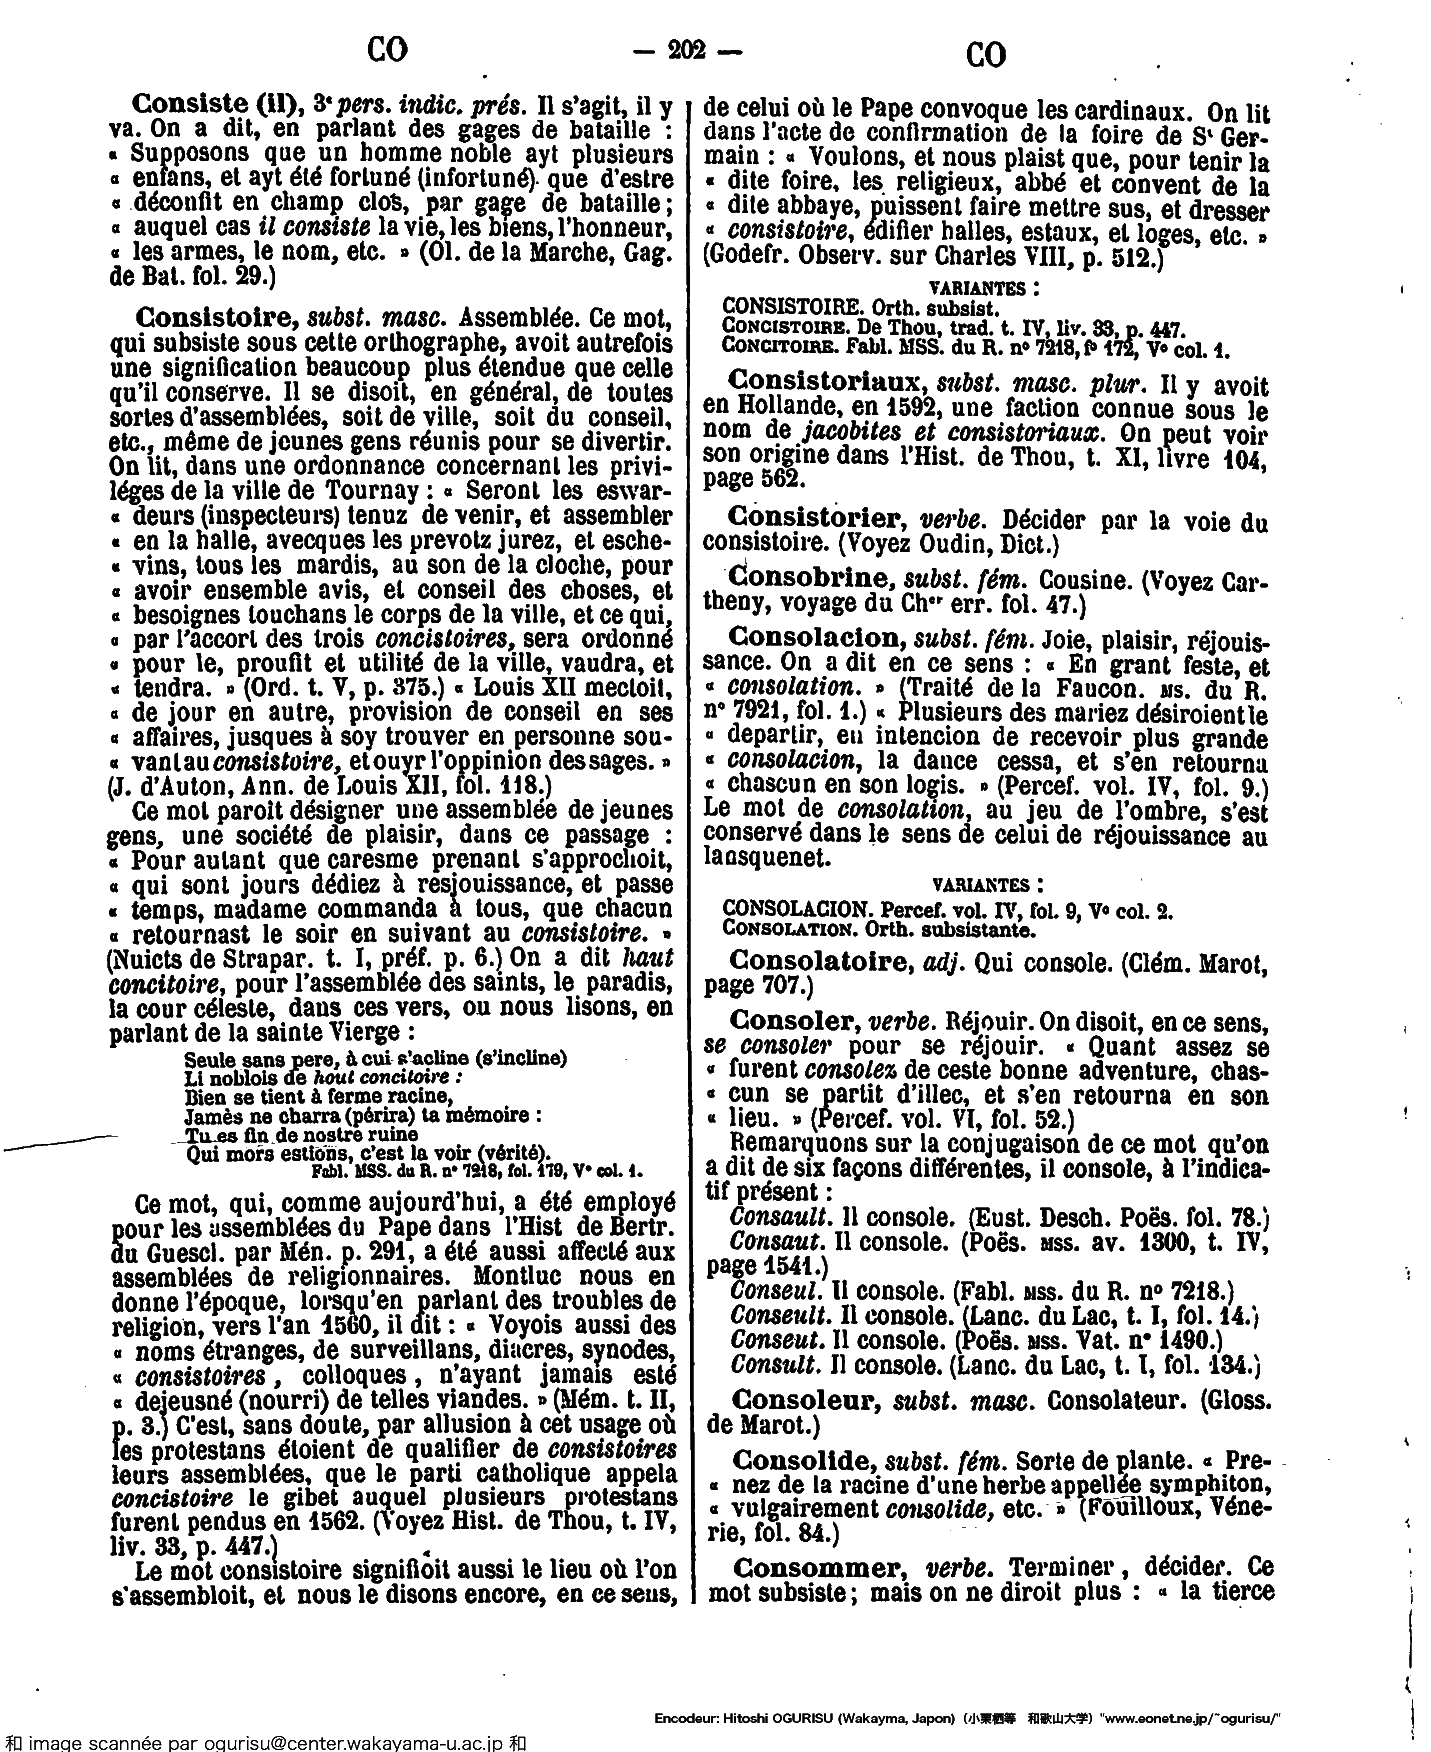 CO
— 202 —
CO
Consiste (il), 3e pers. indic. prés. Il s'agit, il y
va. On a dit, en parlant des gages de bataille :
« Supposons que un homme noble ayt plusieurs
« enfans, et ayt été fortuné (infortuné) que d'estre
« déconfit en champ clos, par gage de bataille ;
« auquel cas il consiste la vie, les biens, l'honneur,
« les armes, le nom, etc. » (Ol. de la Marche, Gag.
de Bat. fol. 29.)
Consistoire, subst. masc. Assemblée. Ce mot,
qui subsiste sous cette orthographe, avoit autrefois
une signification beaucoup plus étendue que celle
qu'il conserve. Il se disoit, en général, de toutes
sortes d'assemblées, soit de ville, soit du conseil,
etc., même de jeunes gens réunis pour se divertir.
On lit, dans une ordonnance concernant les privi-
léges de la ville de Tournay : « Seront les eswar-
« deurs (inspecteurs) tenuz de venir, et assembler
« en la halle, avecques les prevotz jurez, et esche-
« vins, tous les mardis, au son de la cloche, pour
« avoir ensemble avis, et conseil des choses, et
« besoignes touchans le corps de la ville, et ce qui,
« par l'accort des trois concistoires, sera ordonné
« pour le, proufit et utilité de la ville, vaudra, et
« tendra. » (Ord. t. V, p. 375.) « Louis XII mectoit,
« de jour en autre, provision de conseil en ses
« affaires, jusques à soy trouver en personne sou-
« vant au consistoire, et ouyr l'oppinion des sages. »
(J. d'Auton, Ann. de Louis XII, fol. 118.)
Ce mot paroit désigner une assemblée de jeunes
gens, une société de plaisir, dans ce passage :
« Pour autant que caresme prenant s'approchoit,
« qui sont jours dédiez à resjouissance, et passe
« temps, madame commanda à tous, que chacun
« retournast le soir en suivant au consistoire. »
(Nuicts de Strapar. t. I, préf. p. 6.) On a dit haut
concitoire, pour l'assemblée des saints, le paradis,
la cour céleste, dans ces vers, ou nous lisons, en
parlant de la sainte Vierge :
Seule sans pere, à cui s'acline (s'incline)
Li noblois de hout concitoire :
Bien se tient à ferme racine,
Jamès ne charra (périra) ta mémoire :
Tu es fin de nostre ruine
Qui mors estions, c'est la voir (vérité).
Fabl. MSS. du R. n° 7218, fol. 179, V° col. 1.
Ce mot, qui, comme aujourd'hui, a été employé
pour les assemblées du Pape dans l'Hist de Bertr.
du Guescl. par Mén. p. 291, a été aussi affecté aux
assemblées de religionnaires. Montluc nous en
donne l'époque, lorsqu'en parlant des troubles de
religion, vers l'an 1560, il dit : « Voyois aussi des
« noms étranges, de surveillans, diacres, synodes,
« consistoires, colloques, n'ayant jamais esté
« dejeusné (nourri) de telles viandes. » (Mém. t. II,
p. 3.) C'est, sans doute, par allusion à cet usage où
les protestans étoient de qualifier de consistoires
leurs assemblées, que le parti catholique appela
concistoire le gibet auquel plusieurs protestans
furent pendus en 1562. (Voyez Hist. de Thou, t. IV,
liv. 33, p. 447.)
Le mot consistoire signifioit aussi le lieu où l'on
s'assembloit, et nous le disons encore, en ce sens,
de celui où le Pape convoque les cardinaux. On lit
dans l'acte de confirmation de la foire de St Ger-
main : « Voulons, et nous plaist que, pour tenir la
« dite foire, les religieux, abbé et convent de la
« dite abbaye, puissent faire mettre sus, et dresser
« consistoire, édifier halles, estaux, et loges, etc. »
(Godefr. Observ. sur Charles VIII, p. 512.)
VARIANTES :
CONSISTOIRE. Orth. subsist.
CONCISTOIRE. De Thou, trad. t. IV, liv. 33, p. 447.
CONCITOIRE. Fabl. MSS. du R. n° 7218, f° 172, V° col. 1.
Consistoriaux, subst. masc. plur. Il y avoit
en Hollande, en 1592, une faction connue sous le
nom de jacobites et consistoriaux. On peut voir
son origine dans l'Hist. de Thou, t. XI, livre 104,
page 562.
Consistorier, verbe. Décider par la voie du
consistoire. (Voyez Oudin, Dict.)
Consobrine, subst. fém. Cousine. (Voyez Car-
theny, voyage du Cher err. fol. 47.)
Consolacion, subst. fém. Joie, plaisir, réjouis-
sance. On a dit en ce sens : « En grant feste, et
« consolation. » (Traité de la Faucon. MS. du R.
n° 7921, fol. 1.) « Plusieurs des mariez désiroient le
« departir, en intencion de recevoir plus grande
« consolacion, la dance cessa, et s'en retourna
« chascun en son logis. » (Percef. vol. IV, fol. 9.)
Le mot de consolation, au jeu de l'ombre, s'est
conservé dans le sens de celui de réjouissance au
lansquenet.
VARIANTES :
CONSOLACION. Percef. vol. IV, fol. 9, V° col. 2.
CONSOLATION. Orth. subsistante.
Consolatoire, adj. Qui console. (Clém. Marot,
page 707.)
Consoler, verbe. Réjouir. On disoit, en ce sens,
se consoler pour se réjouir. « Quant assez se
« furent consolez de ceste bonne adventure, chas-
« cun se partit d'illec, et s'en retourna en son
« lieu. » (Percef. vol. VI, fol. 52.)
Remarquons sur la conjugaison de ce mot qu'on
a dit de six façons différentes, il console, à l'indica-
tif présent :
Consault. Il console. (Eust. Desch. Poës. fol. 78.)
Consaut. Il console. (Poës. MSS. av. 1300, t. IV,
page 1541.)
Conseul. Il console. (Fabl. MSS. du R. n° 7218.)
Conseult. Il console. (Lanc. du Lac, t. I, fol. 14.)
Conseut. Il console. (Poës. MSS. Vat. n° 1490.)
Consult. Il console. (Lanc. du Lac, t. I, fol. 134.)
Consoleur, subst. masc. Consolateur. (Gloss.
de Marot.)
Consolide, subst. fém. Sorte de plante. « Pre-
« nez de la racine d'une herbe appellée symphiton,
« vulgairement consolide, etc. » (Fouilloux, Véne-
rie, fol. 84.)
Consommer, verbe. Terminer, décider. Ce
mot subsiste ; mais on ne diroit plus : « la tierce
Encodeur: Hitoshi OGURISU (Wakayma, Japon) (小栗栖等 和歌山大学) "www.eonet.ne.jp/~ogurisu/"
和 image scannée par ogurisu@center.wakayama-u.ac.jp 和